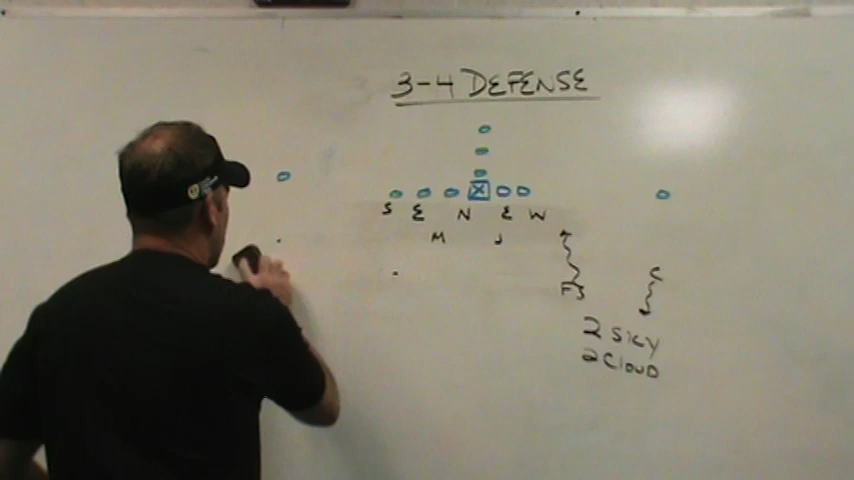 3-4 DEFENSE
X
S E N E W
M J
FS
C
2 SKY
2 CLOUD